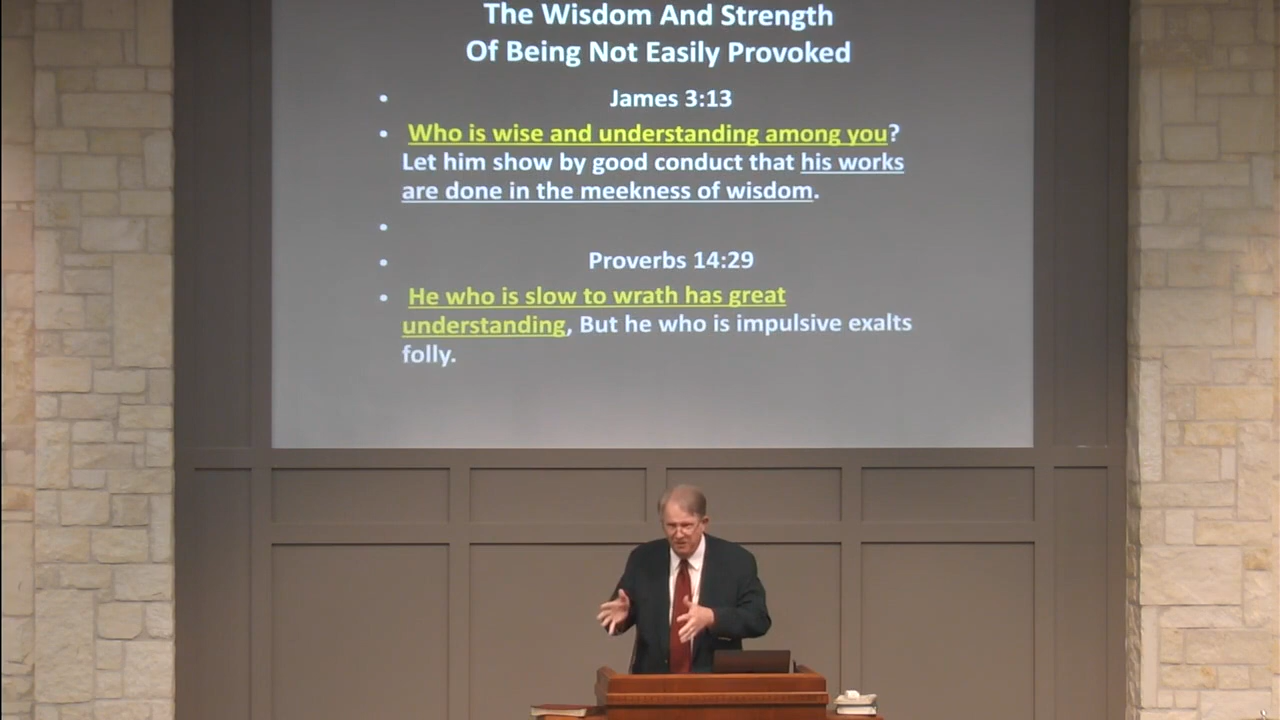 The Wisdom And Strength
Of Being Not Easily Provoked
• James 3:13
• Who is wise and understanding among you?
Let him show by good conduct that his works
are done in the meekness of wisdom.
•
• Proverbs 14:29
• He who is slow to wrath has great
understanding, But he who is impulsive exalts
folly.